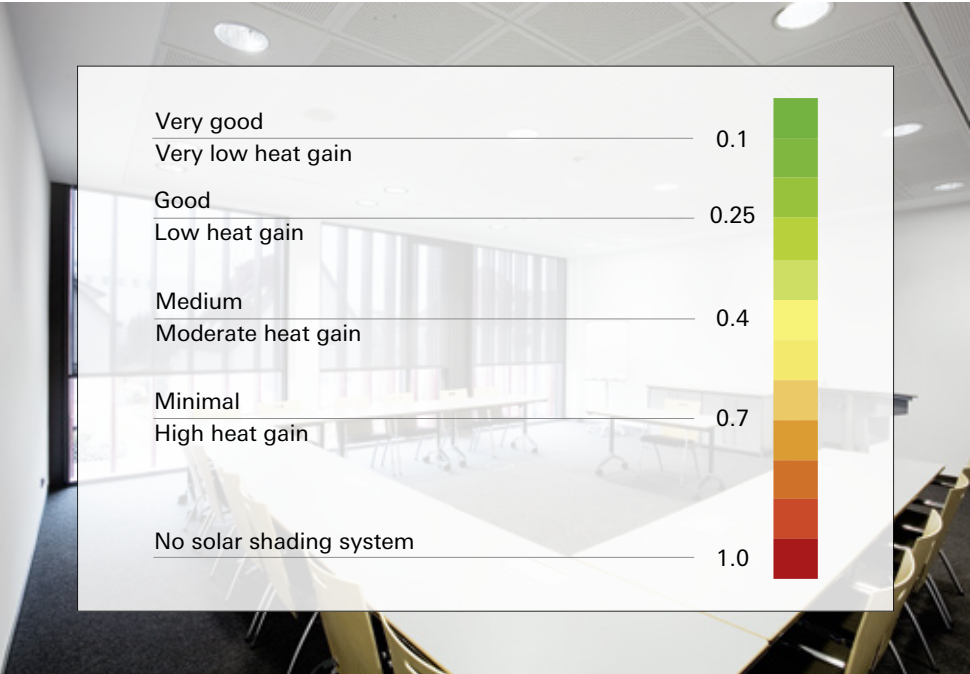 Very good
0.1
Very low heat gain
Good
0.25
Low heat gain
Medium
0.4
Moderate heat gain
Minimal
0.7
High heat gain
No solar shading system
1.0